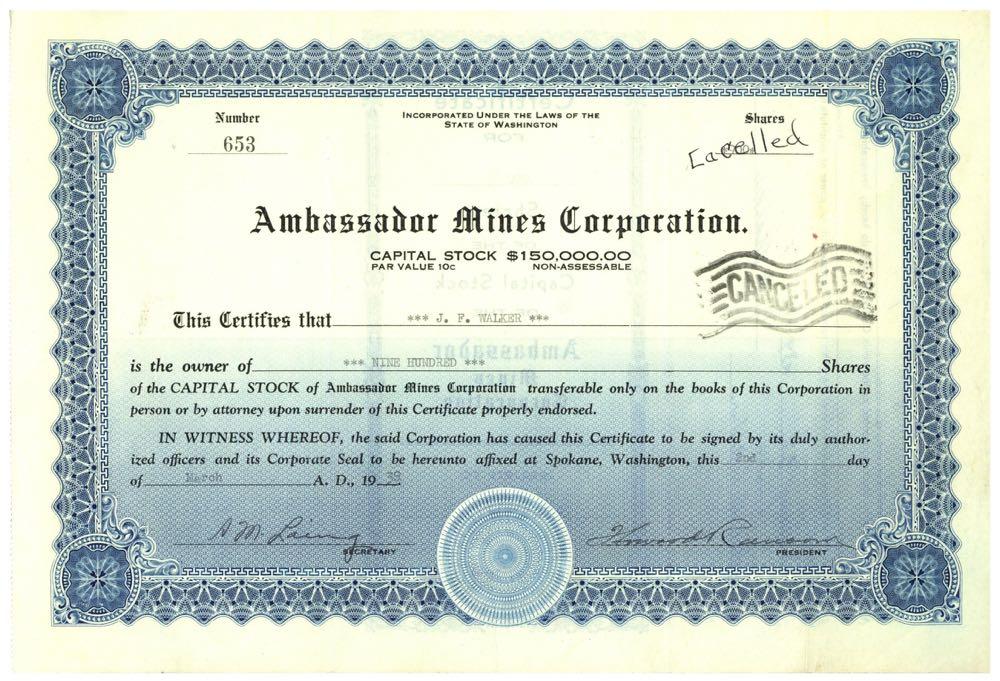 Number
653
INCORPORATED UNDER THE LAWS OF THE
STATE OF WASHINGTON
Shares
Cacelled
Ambassador Mines Corporation.
CAPITAL STOCK $150,000.00
PAR VALUE 10c NON-ASSESSABLE
CANCELED
This Certifies that *** J. F. WALKER ***
is the owner of *** NINE HUNDRED *** Shares
of the CAPITAL STOCK of Ambassador Mines Corporation transferable only on the books of this Corporation in
person or by attorney upon surrender of this Certificate properly endorsed.
IN WITNESS WHEREOF, the said Corporation has caused this Certificate to be signed by its duly author-
ized officers and its Corporate Seal to be hereunto affixed at Spokane, Washington, this 2nd day
of March A. D., 19
A. M. Laing
SECRETARY
PRESIDENT